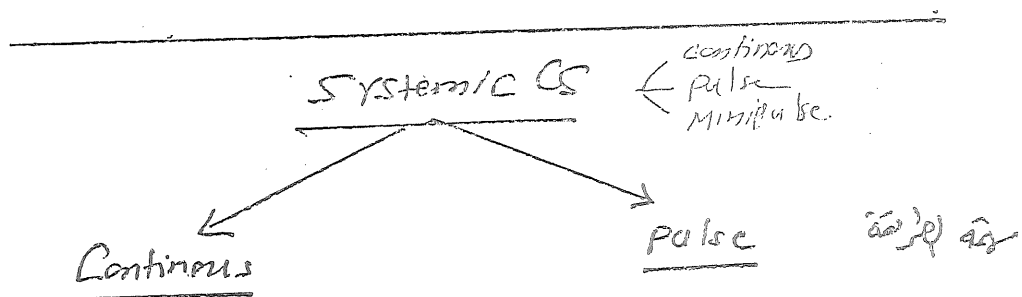 Systemic CS
continous
Pulse
Minipulse.
Continous
Pulse